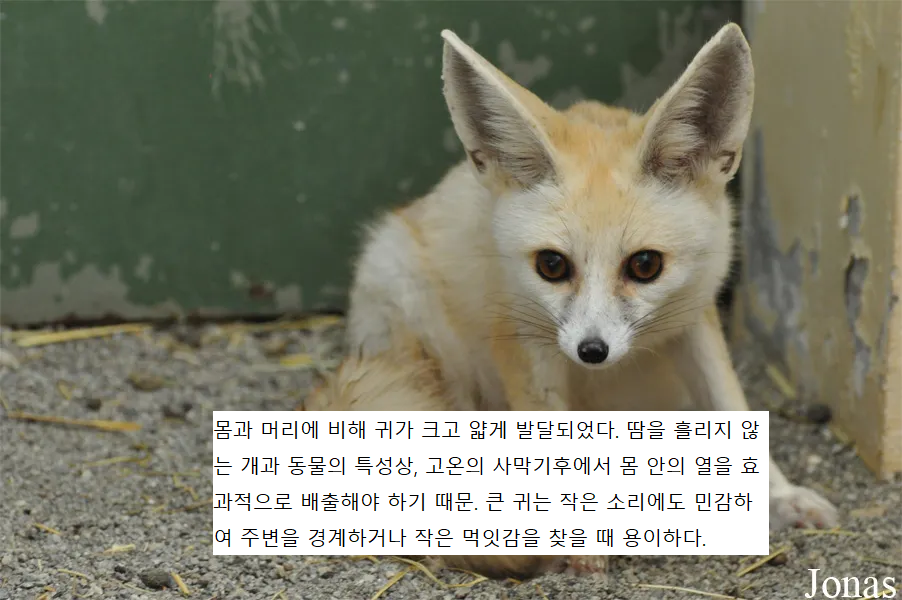 몸과 머리에 비해 귀가 크고 얇게 발달되었다. 땀을 흘리지 않
는 개과 동물의 특성상, 고온의 사막기후에서 몸 안의 열을 효
과적으로 배출해야 하기 때문. 큰 귀는 작은 소리에도 민감하
여 주변을 경계하거나 작은 먹잇감을 찾을 때 용이하다.
Jonas